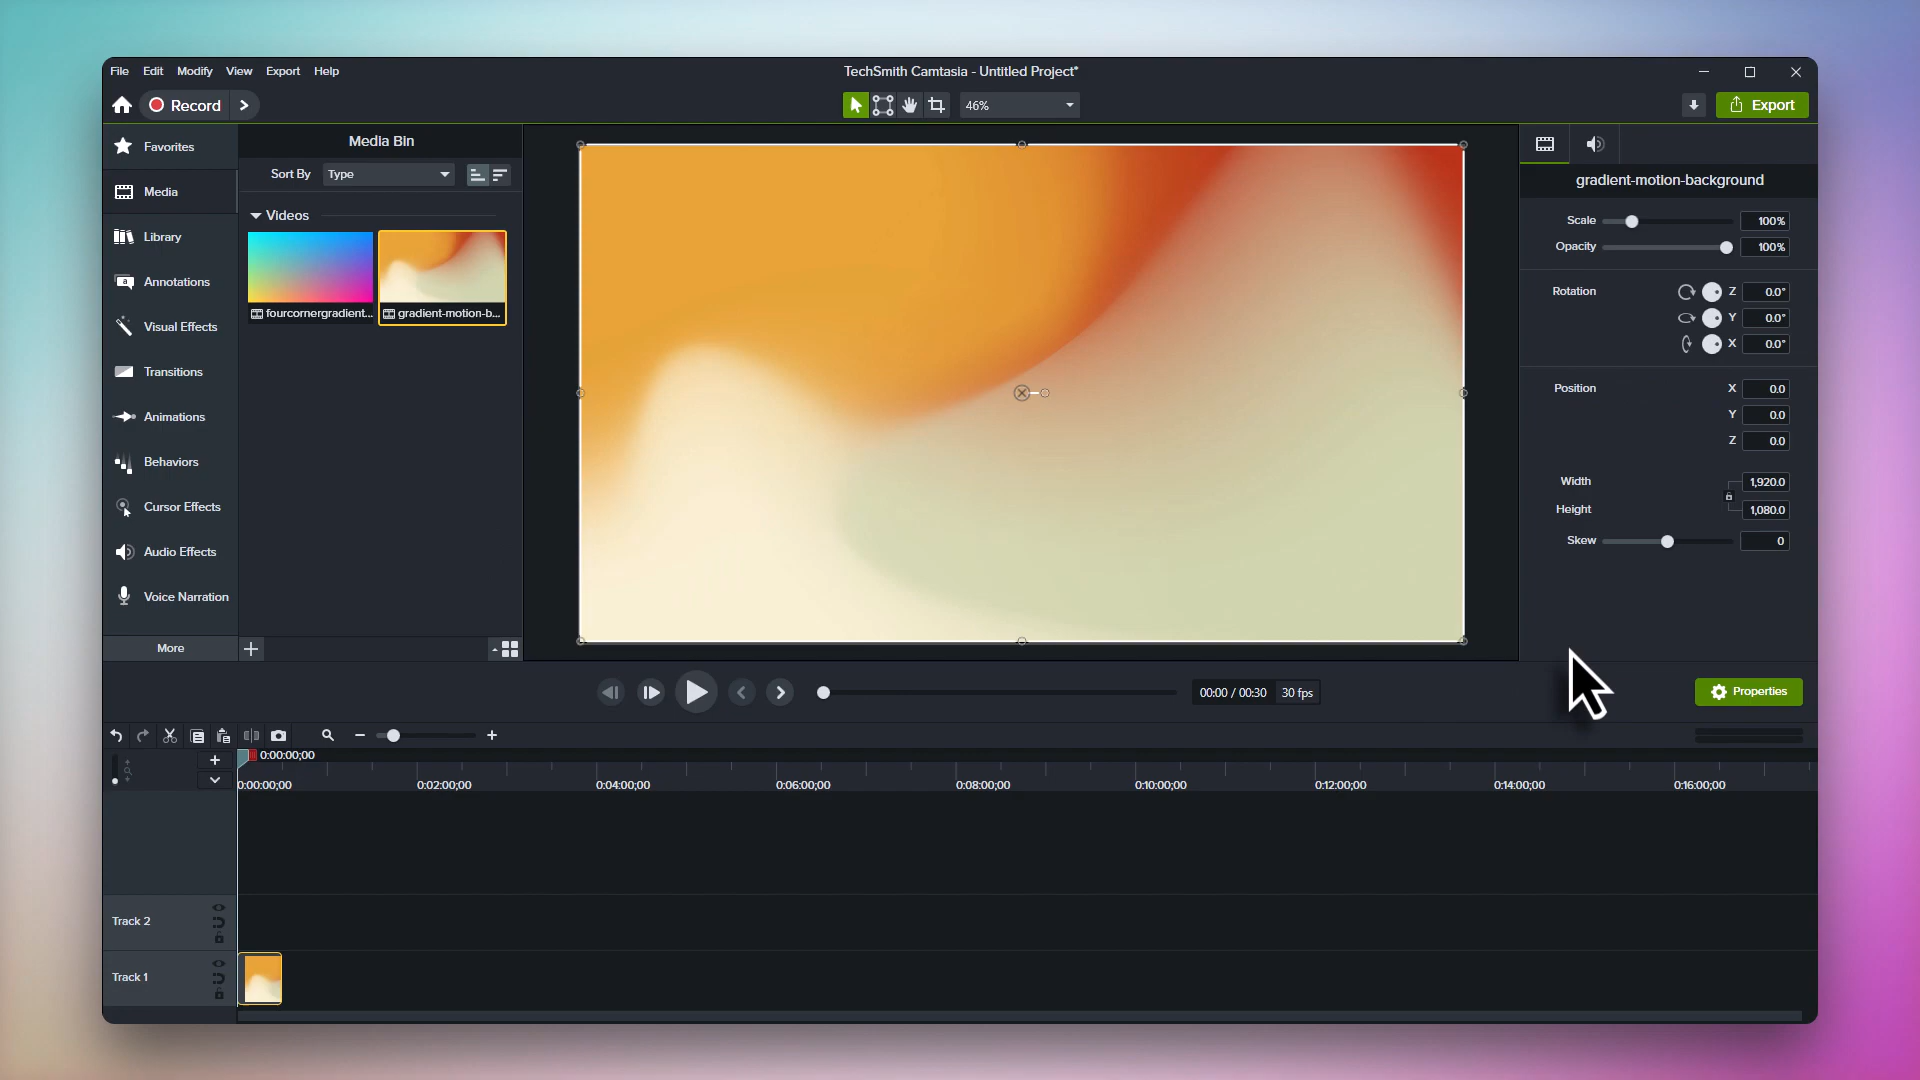 File Edit Modify View Export Help
TechSmith Camtasia - Untitled Project*
Record
46%
Export
Favorites
Media
Library
Annotations
Visual Effects
Transitions
Animations
Behaviors
Cursor Effects
Audio Effects
Voice Narration
More
Media Bin
Sort By Type
Videos
fourcornergradient...
gradient-motion-b...
gradient-motion-background
Scale 100%
Opacity 100%
Rotation Z 0.0°
Y 0.0°
X 0.0°
Position X 0.0
Y 0.0
Z 0.0
Width 1,920.0
Height 1,080.0
Skew 0
00:00 / 00:30 30 fps
Properties
0:00:00;00
0:00:00;00 0:02:00;00 0:04:00;00 0:06:00;00 0:08:00;00 0:10:00;00 0:12:00;00 0:14:00;00 0:16:00;00
Track 2
Track 1